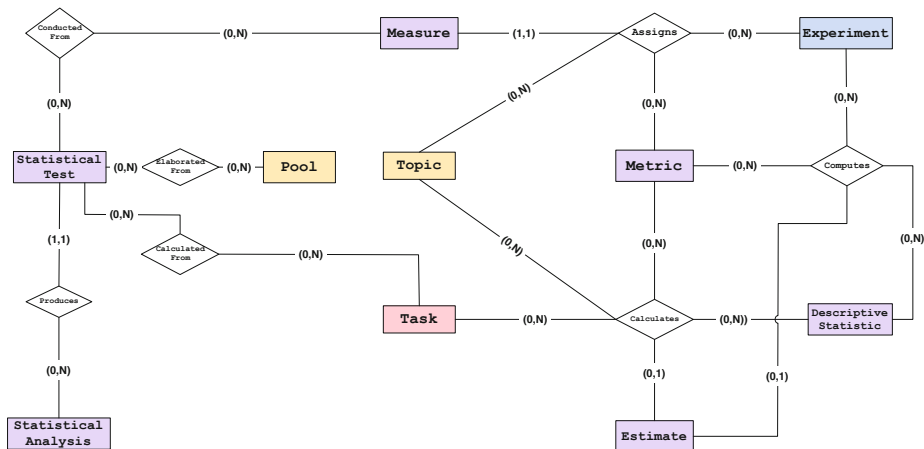 Conducted
From
(0,N)
Measure
(1,1)
Assigns
(0,N)
Experiment
(0,N)
(0,N)
(0,N)
(0,N)
Statistical
Test
(0,N)
Elaborated
From
(0,N)
Pool
Topic
Metric
(0,N)
Computes
(0,N)
(1,1)
Calculated
From
(0,N)
(0,N)
(0,N)
(0,N)
Produces
Task
(0,N)
Calculates
(0,N))
Descriptive
Statistic
(0,N)
(0,1)
(0,1)
Statistical
Analysis
Estimate